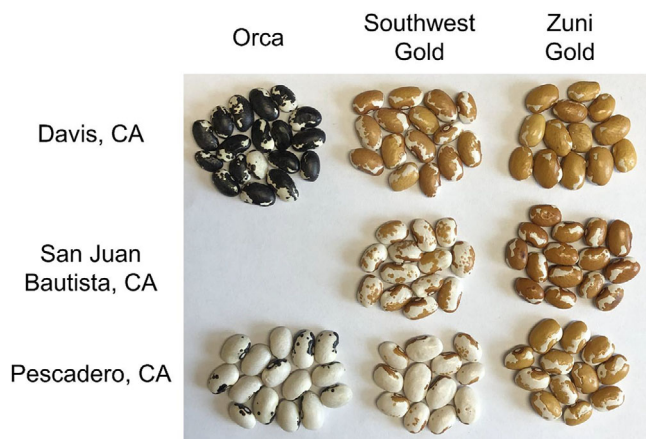 Orca
Southwest
Gold
Zuni
Gold
Davis, CA
San Juan
Bautista, CA
Pescadero, CA